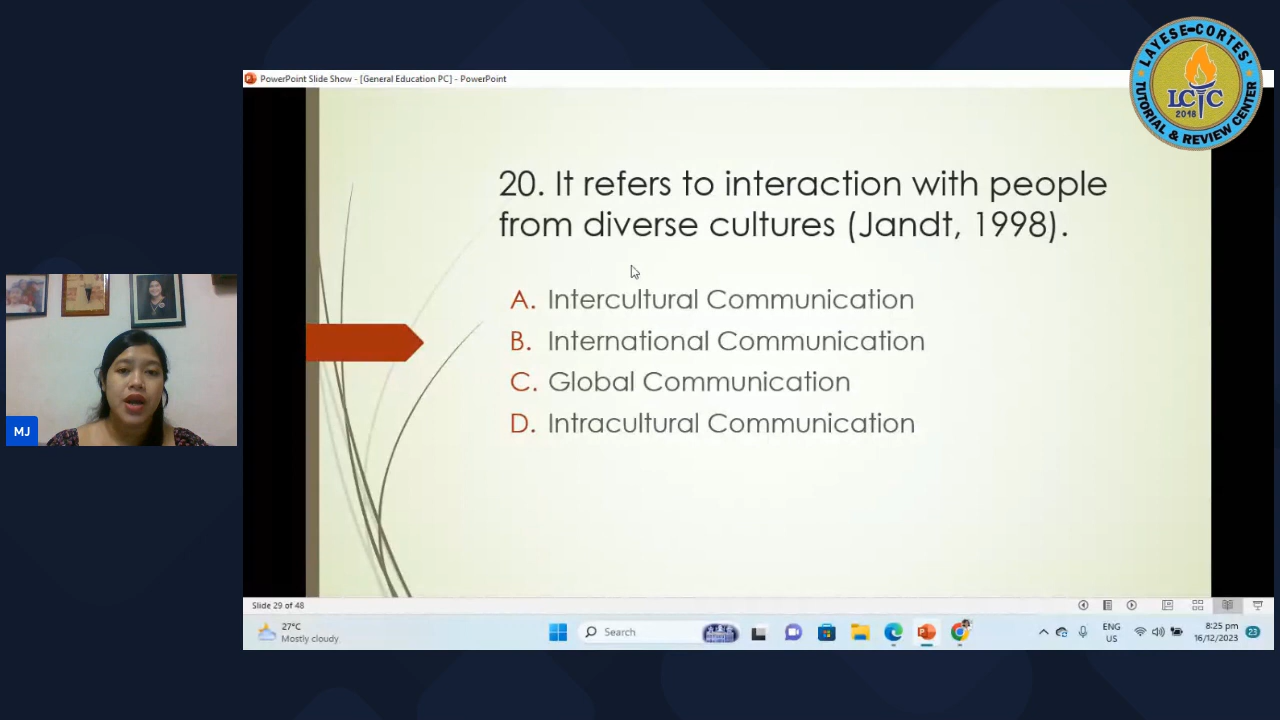 LAYESE-CORTES'
LCTC
2018
TUTORIAL & REVIEW CENTER
PowerPoint Slide Show - [General Education PC] - PowerPoint
20. It refers to interaction with people
from diverse cultures (Jandt, 1998).
A. Intercultural Communication
B. International Communication
C. Global Communication
D. Intracultural Communication
MJ
Slide 29 of 48
27°C
Mostly cloudy
Search
ENG
US
8:25 pm
16/12/2023
23